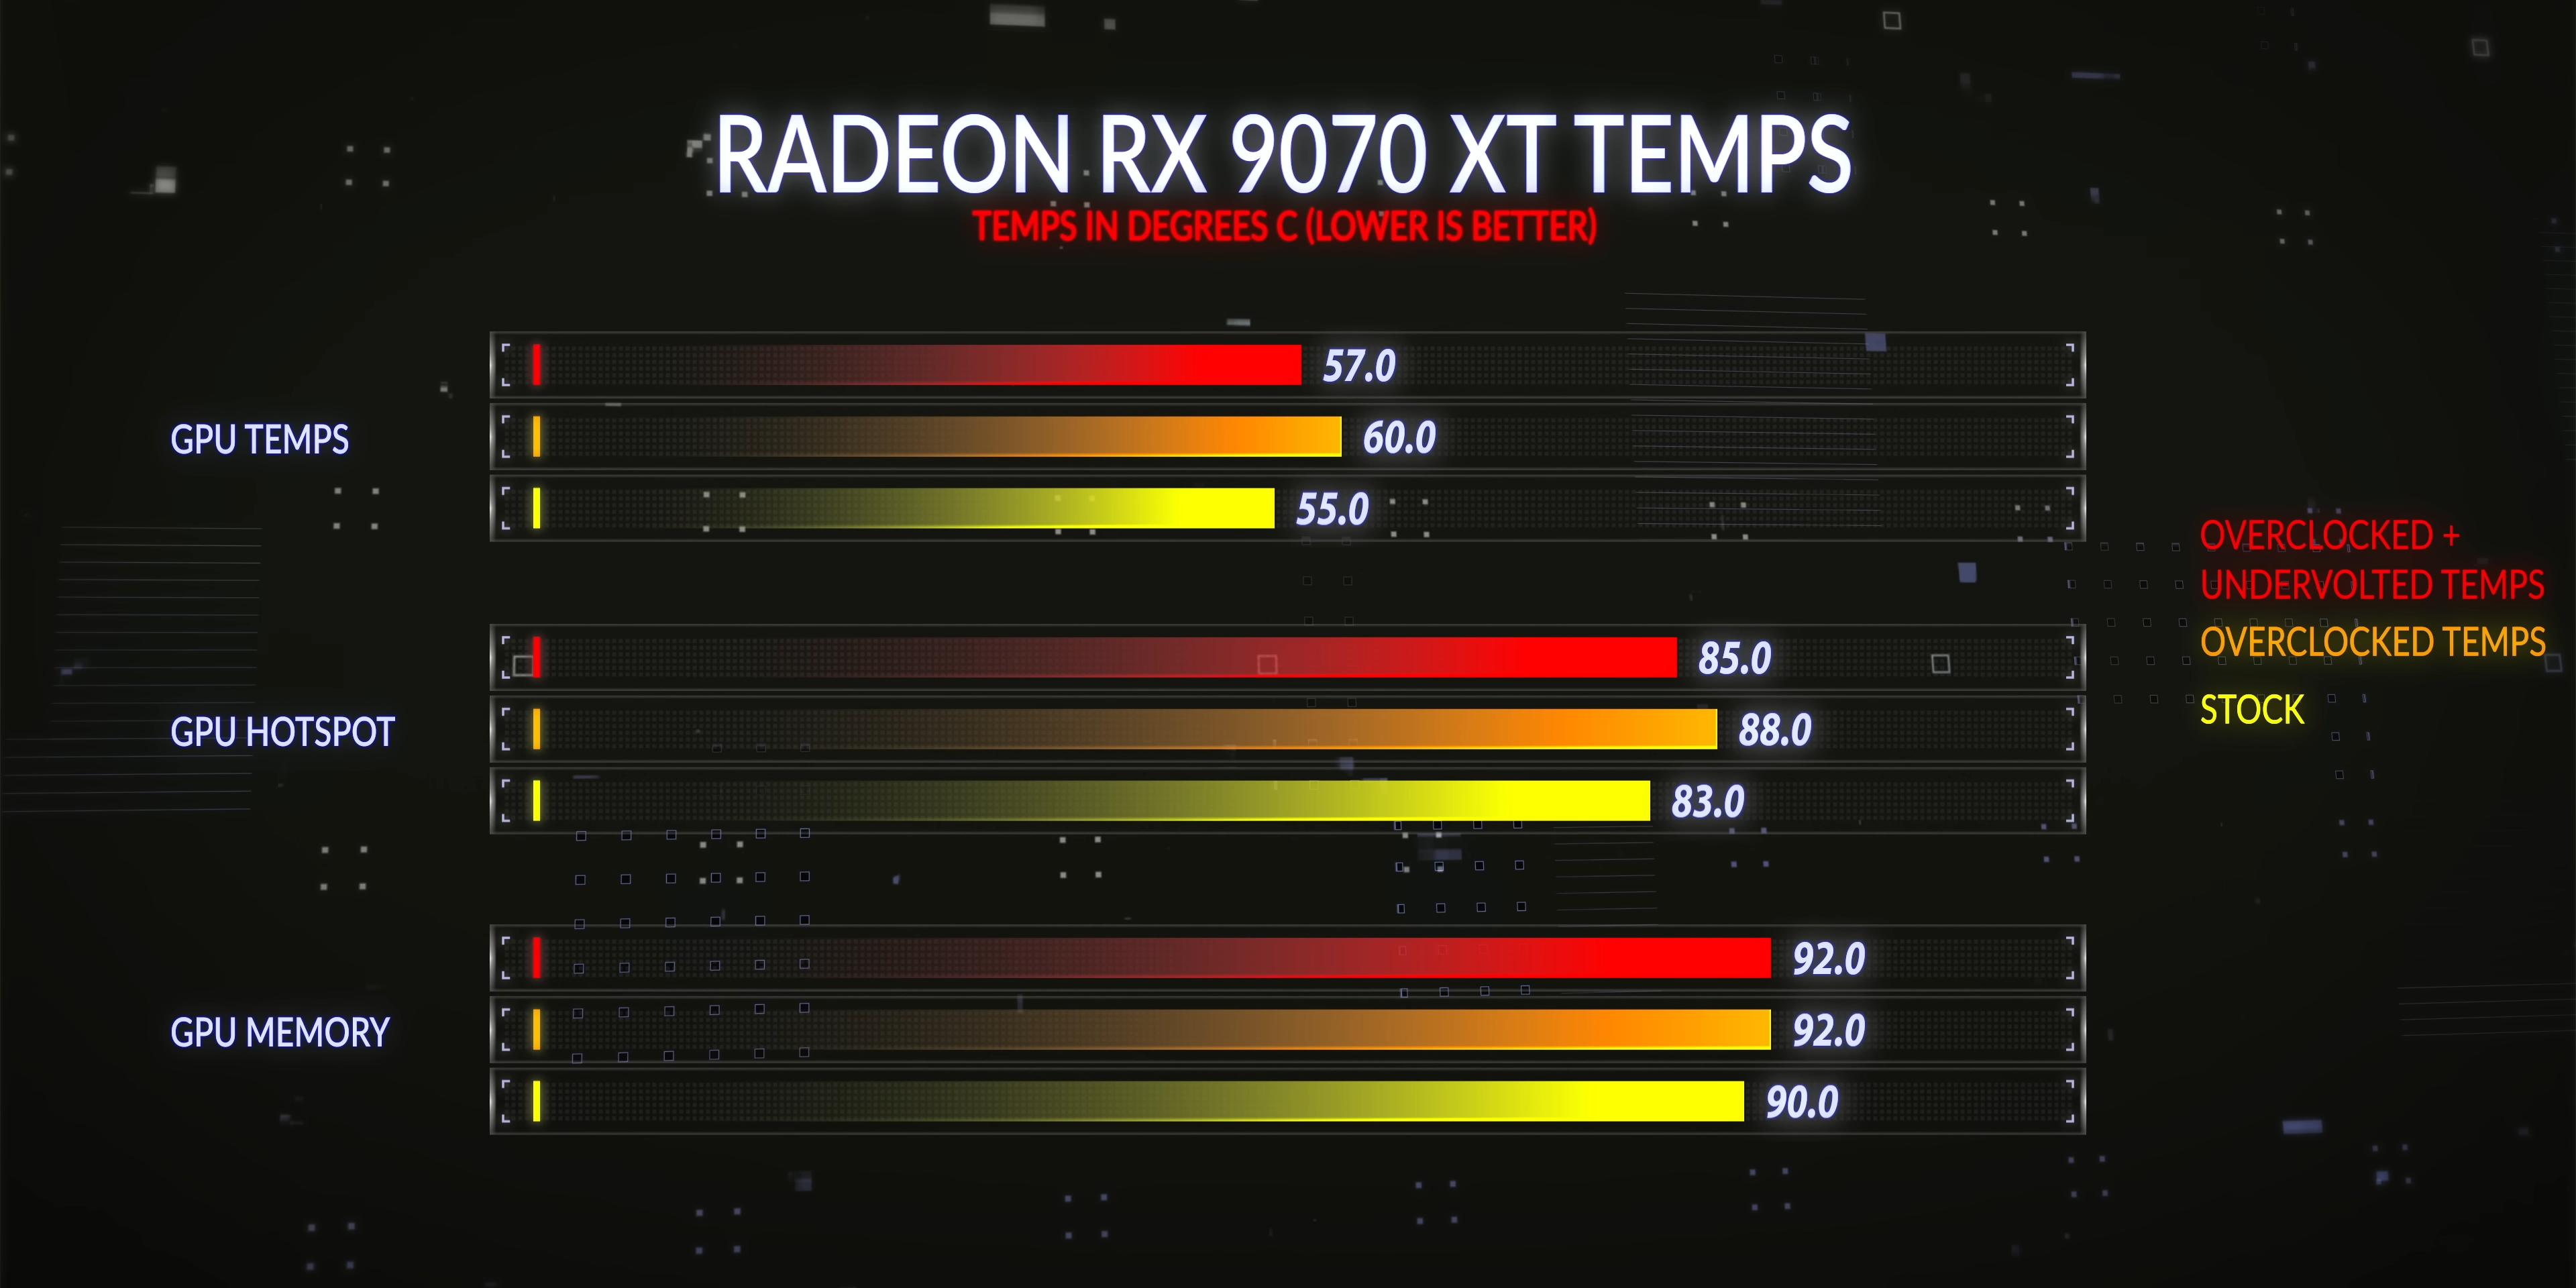 RADEON RX 9070 XT TEMPS
TEMPS IN DEGREES C (LOWER IS BETTER)
57.0
GPU TEMPS
60.0
55.0
OVERCLOCKED +
UNDERVOLTED TEMPS
OVERCLOCKED TEMPS
STOCK
85.0
GPU HOTSPOT
88.0
83.0
92.0
GPU MEMORY
92.0
90.0